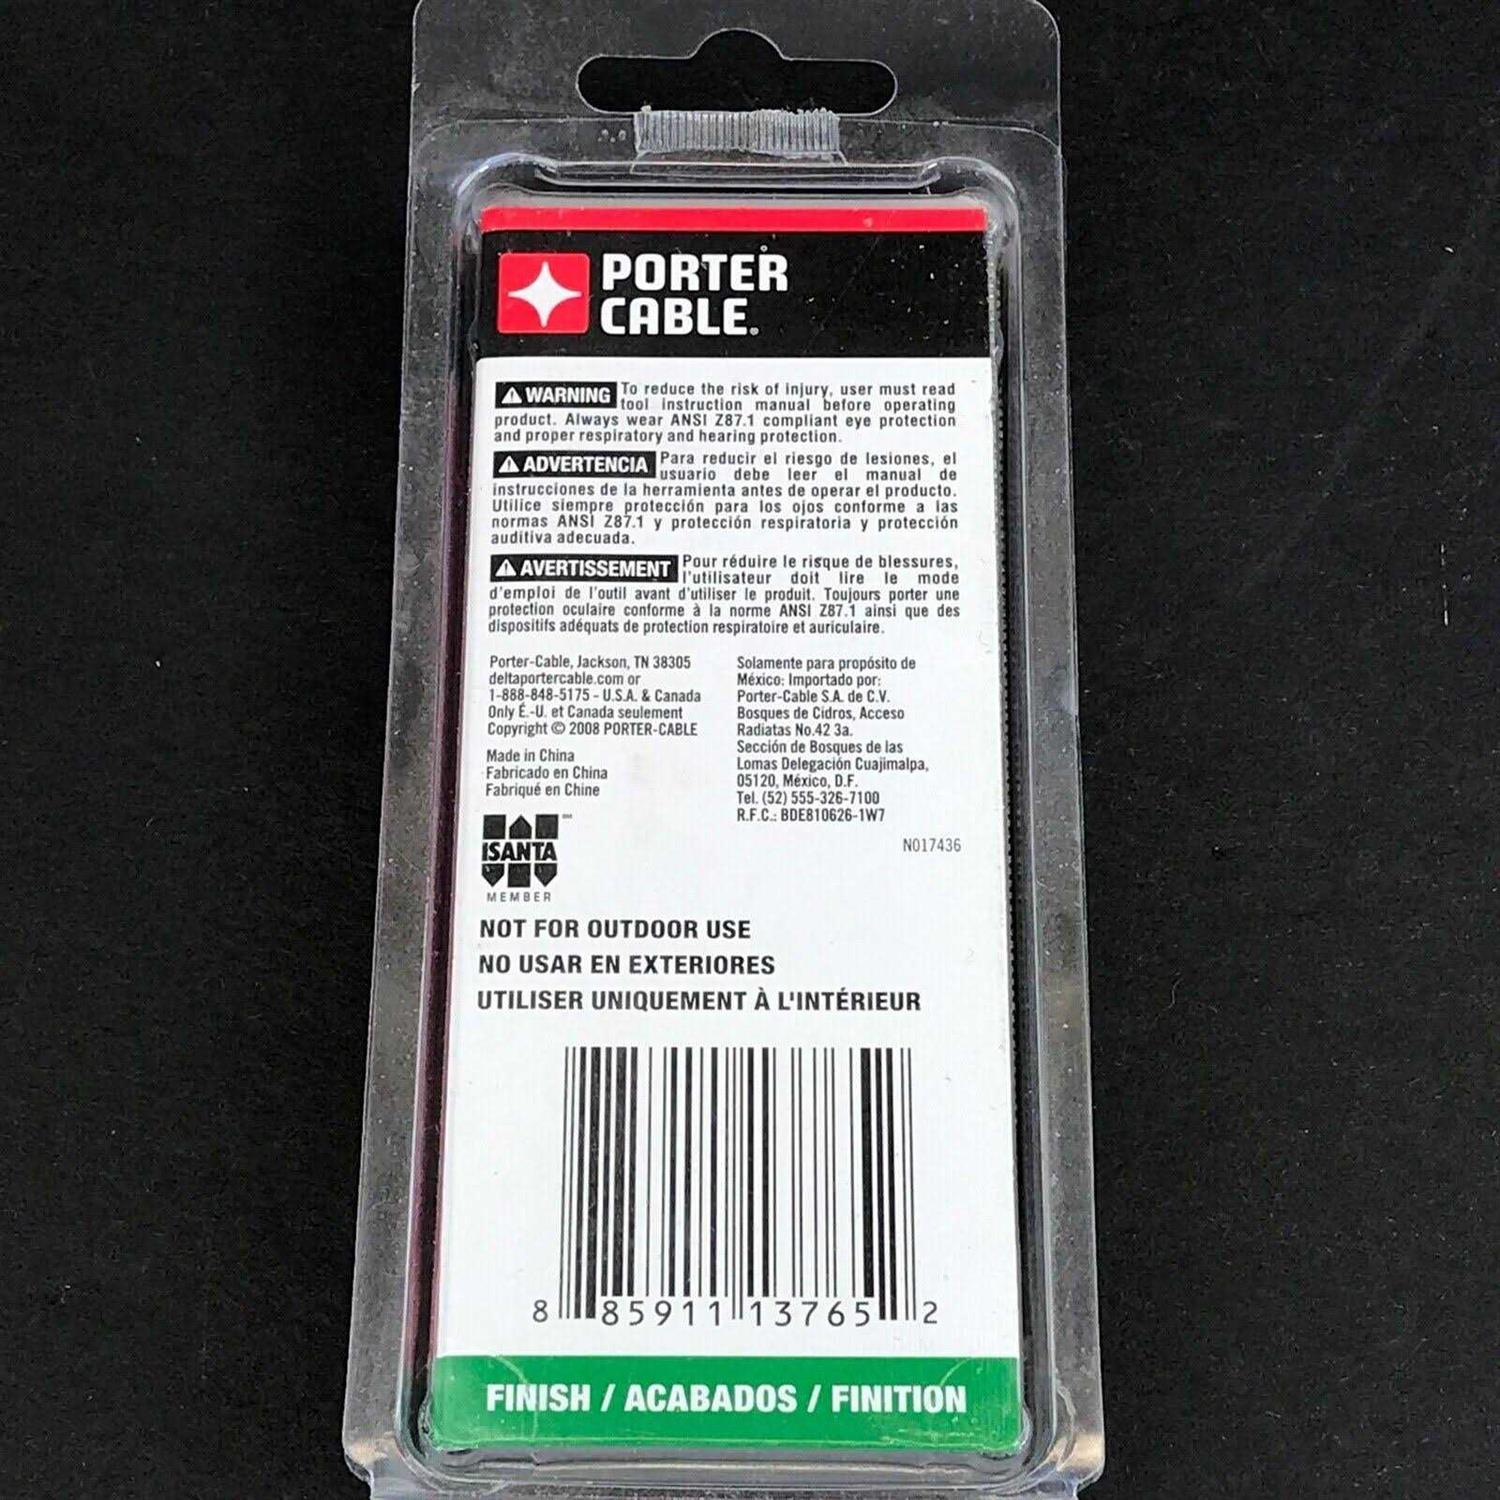 PORTER
CABLE®
WARNING To reduce the risk of injury, user must read
tool instruction manual before operating
product. Always wear ANSI Z87.1 compliant eye protection
and proper respiratory and hearing protection.
ADVERTENCIA Para reducir el riesgo de lesiones, el
usuario debe leer el manual de
instrucciones de la herramienta antes de operar el producto.
Utilice siempre protección para los ojos conforme a las
normas ANSI Z87.1 y protección respiratoria y protección
auditiva adecuada.
AVERTISSEMENT Pour réduire le risque de blessures,
l'utilisateur doit lire le mode
d'emploi de l'outil avant d'utiliser le produit. Toujours porter une
protection oculaire conforme à la norme ANSI Z87.1 ainsi que des
dispositifs adéquats de protection respiratoire et auriculaire.
Porter-Cable, Jackson, TN 38305
deltaportercable.com or
1-888-848-5175 - U.S.A. & Canada
Only É.-U. et Canada seulement
Copyright © 2008 PORTER-CABLE
Made in China
Fabricado en China
Fabriqué en Chine
Solamente para propósito de
México: Importado por:
Porter-Cable S.A. de C.V.
Bosques de Cidros, Acceso
Radiatas No.42 3a.
Sección de Bosques de las
Lomas Delegación Cuajimalpa,
05120, México, D.F.
Tel. (52) 555-326-7100
R.F.C.: BDE810626-1W7
N017436
ISANTA℠
MEMBER
NOT FOR OUTDOOR USE
NO USAR EN EXTERIORES
UTILISER UNIQUEMENT À L'INTÉRIEUR
8 85911 13765 2
FINISH / ACABADOS / FINITION